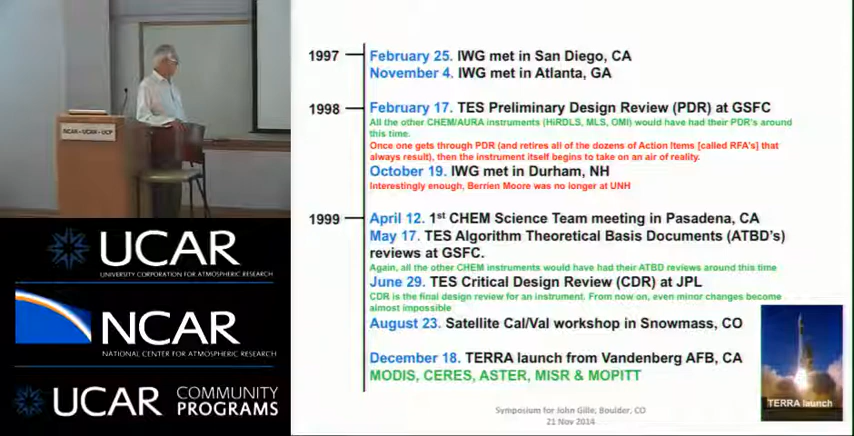 NCAR - UCAR - UCP
UCAR
UNIVERSITY CORPORATION FOR ATMOSPHERIC RESEARCH
NCAR
NATIONAL CENTER FOR ATMOSPHERIC RESEARCH
UCAR COMMUNITY PROGRAMS
1997
February 25. IWG met in San Diego, CA
November 4. IWG met in Atlanta, GA
1998
February 17. TES Preliminary Design Review (PDR) at GSFC
All the other CHEM/AURA instruments (HiRDLS, MLS, OMI) would have had their PDR's around
this time.
Once one gets through PDR (and retires all of the dozens of Action Items [called RFA's] that
always result), then the instrument itself begins to take on an air of reality.
October 19. IWG met in Durham, NH
Interestingly enough, Berrien Moore was no longer at UNH
1999
April 12. 1st CHEM Science Team meeting in Pasadena, CA
May 17. TES Algorithm Theoretical Basis Documents (ATBD's)
reviews at GSFC.
Again, all the other CHEM instruments would have had their ATBD reviews around this time
June 29. TES Critical Design Review (CDR) at JPL
CDR is the final design review for an instrument. From now on, even minor changes become
almost impossible
August 23. Satellite Cal/Val workshop in Snowmass, CO
December 18. TERRA launch from Vandenberg AFB, CA
MODIS, CERES, ASTER, MISR & MOPITT
TERRA launch
Symposium for John Gille, Boulder, CO
21 Nov 2014